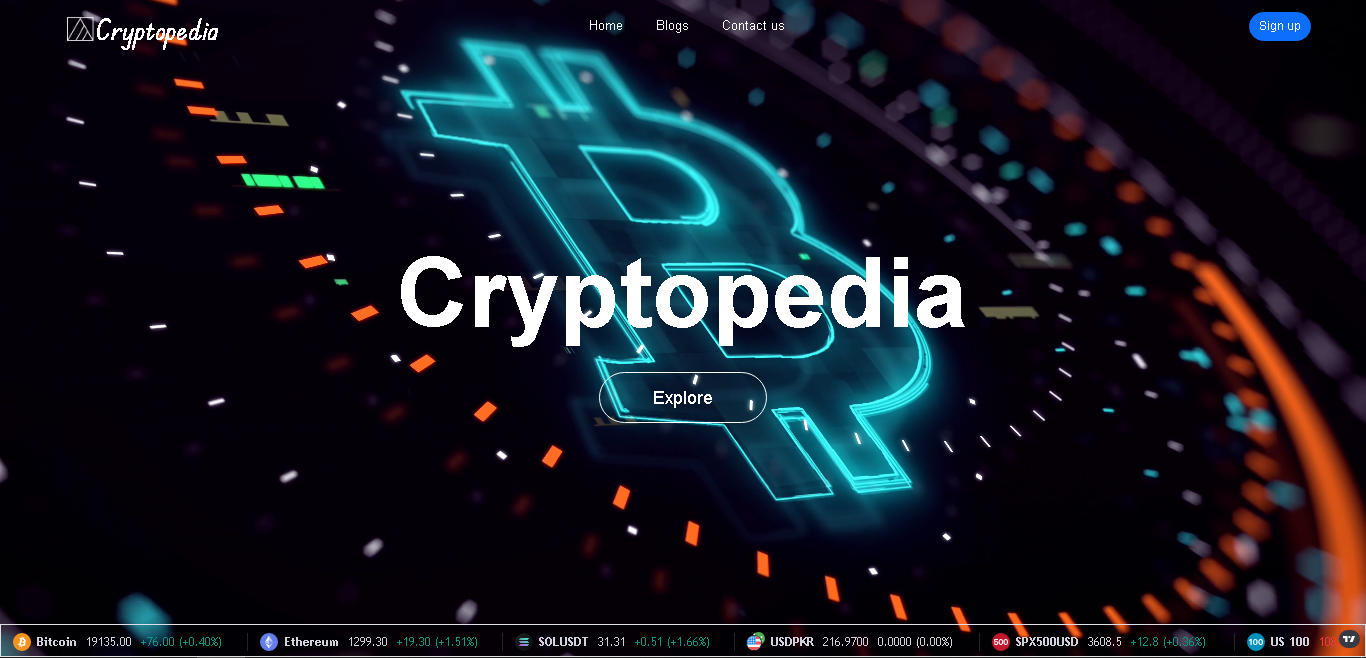 Cryptopedia
Home Blogs Contact us
Sign up
Cryptopedia
Explore
Bitcoin 19135.00 +76.00 (+0.40%) Ethereum 1299.30 +19.30 (+1.51%) SOLUSDT 31.31 +0.51 (+1.66%) USDPKR 216.9700 0.0000 (0.00%) 500 SPX500USD 3608.5 +12.8 (+0.36%) 100 US 100